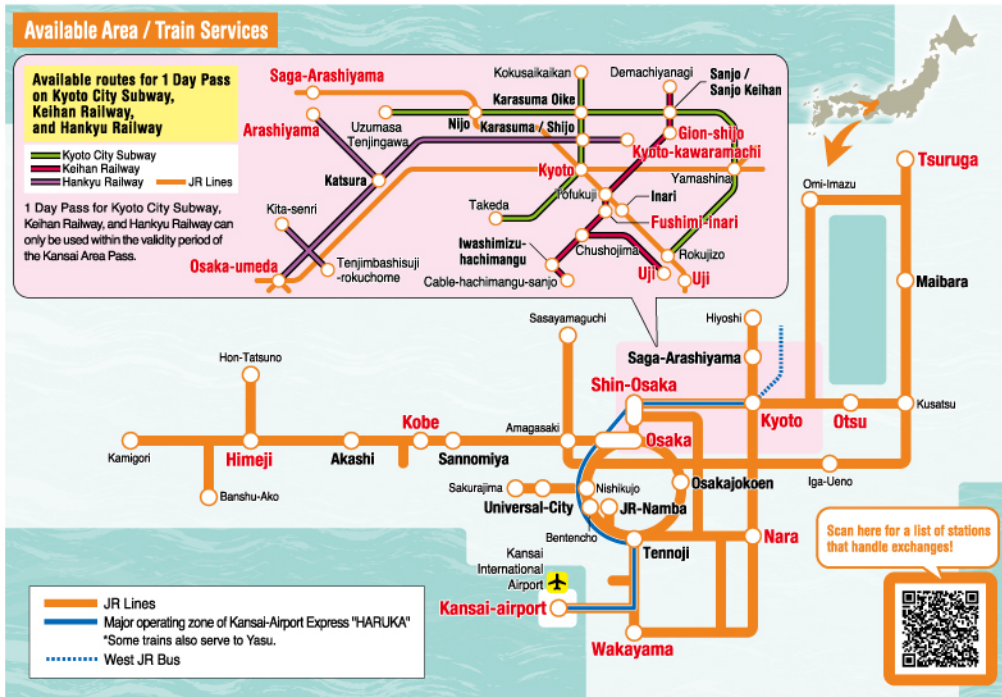 Available Area / Train Services
Available routes for 1 Day Pass
on Kyoto City Subway,
Keihan Railway,
and Hankyu Railway
Kyoto City Subway
Keihan Railway
Hankyu Railway
JR Lines
1 Day Pass for Kyoto City Subway,
Keihan Railway, and Hankyu Railway can
only be used within the validity period of
the Kansai Area Pass.
Saga-Arashiyama
Arashiyama
Uzumasa
Tenjingawa
Nijo
Kokusaikaikan
Karasuma Oike
Karasuma / Shijo
Demachiyanagi
Sanjo /
Sanjo Keihan
Gion-shijo
Kyoto-kawaramachi
Kyoto
Yamashina
Katsura
Tofukuji
Inari
Takeda
Fushimi-inari
Kita-senri
Iwashimizu-
hachimangu
Chushojima
Rokujizo
Osaka-umeda
Tenjimbashisuji
-rokuchome
Cable-hachimangu-sanjo
Uji
Uji
Tsuruga
Omi-Imazu
Maibara
Sasayamaguchi
Hiyoshi
Saga-Arashiyama
Hon-Tatsuno
Shin-Osaka
Kyoto
Otsu
Kusatsu
Kobe
Amagasaki
Osaka
Kamigori
Himeji
Akashi
Sannomiya
Iga-Ueno
Banshu-Ako
Sakurajima
Nishikujo
Osakajokoen
Universal-City
JR-Namba
Bentencho
Tennoji
Nara
Kansai
International
Airport
Kansai-airport
Wakayama
Scan here for a list of stations
that handle exchanges!
JR Lines
Major operating zone of Kansai-Airport Express "HARUKA"
*Some trains also serve to Yasu.
West JR Bus